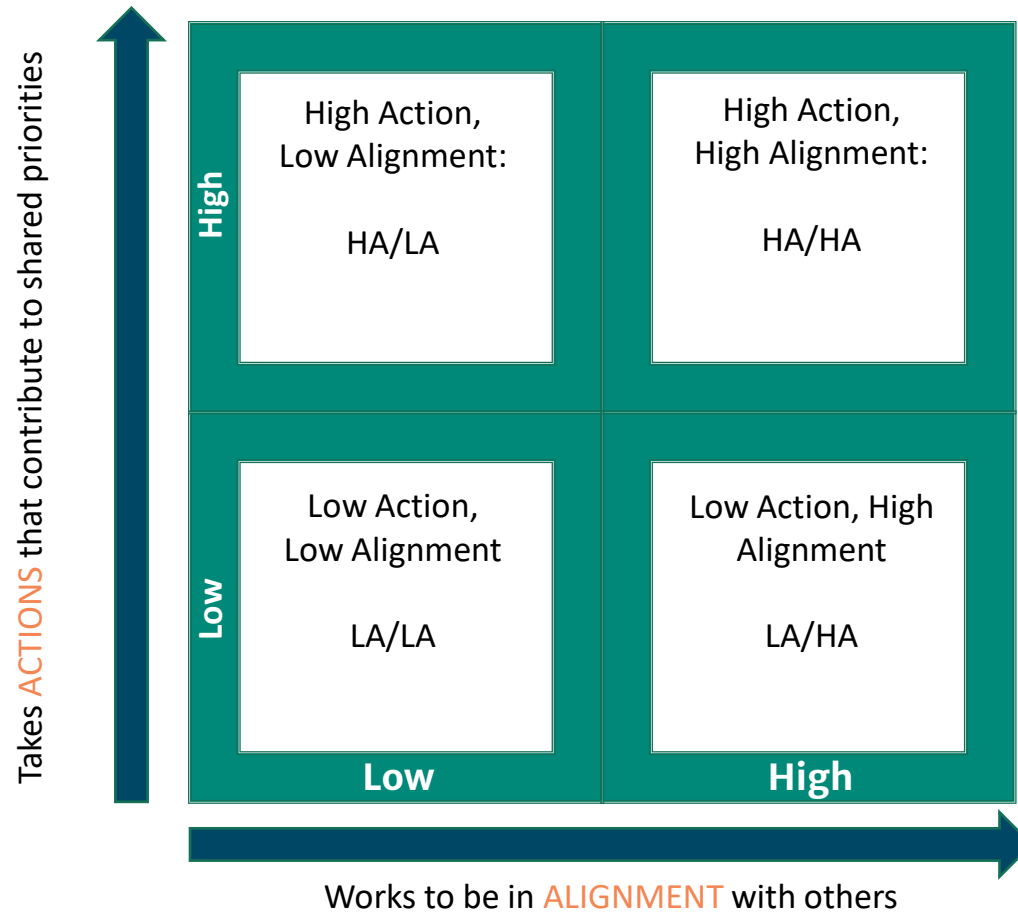 Takes ACTIONS that contribute to shared priorities
High
High Action,
Low Alignment:
HA/LA
High Action,
High Alignment:
HA/HA
Low
Low Action,
Low Alignment
LA/LA
Low Action, High
Alignment
LA/HA
Low
High
Works to be in ALIGNMENT with others